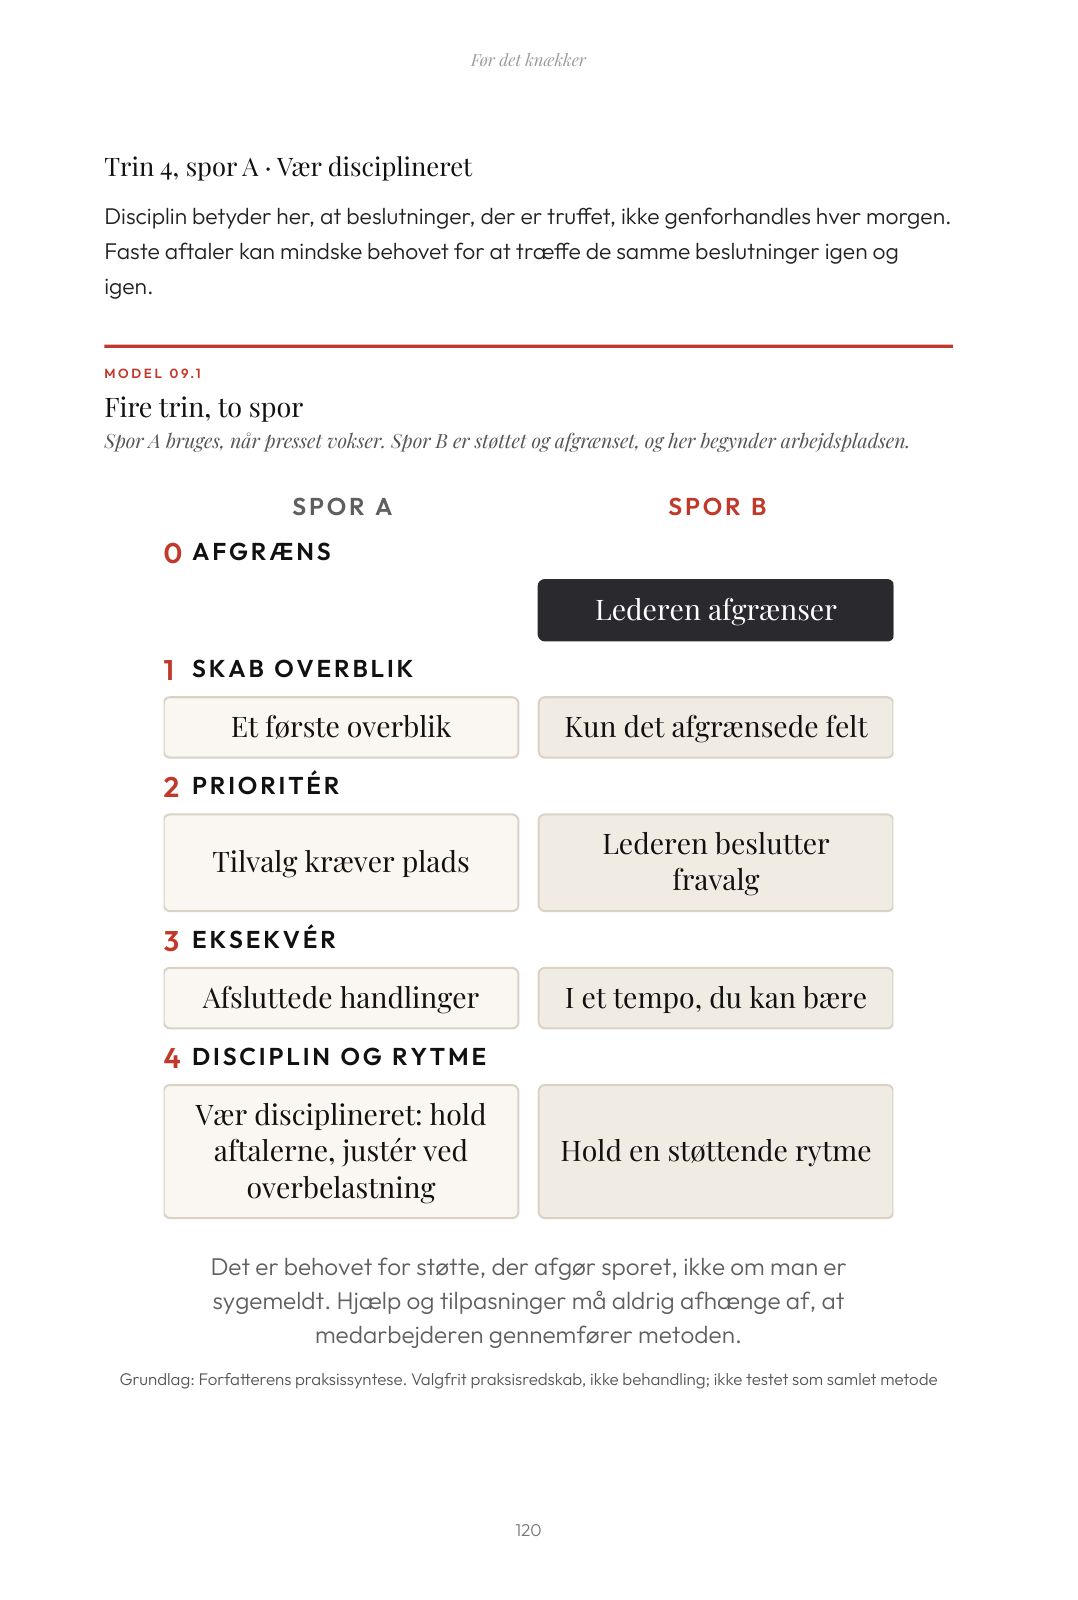 Før det knækker
Trin 4, spor A · Vær disciplineret
Disciplin betyder her, at beslutninger, der er truffet, ikke genforhandles hver morgen.
Faste aftaler kan mindske behovet for at træffe de samme beslutninger igen og
igen.
MODEL 09.1
Fire trin, to spor
Spor A bruges, når presset vokser. Spor B er støttet og afgrænset, og her begynder arbejdspladsen.
SPOR A
SPOR B
0 AFGRÆNS
Lederen afgrænser
1 SKAB OVERBLIK
Et første overblik
Kun det afgrænsede felt
2 PRIORITÉR
Tilvalg kræver plads
Lederen beslutter
fravalg
3 EKSEKVÉR
Afsluttede handlinger
I et tempo, du kan bære
4 DISCIPLIN OG RYTME
Vær disciplineret: hold
aftalerne, justér ved
overbelastning
Hold en støttende rytme
Det er behovet for støtte, der afgør sporet, ikke om man er
sygemeldt. Hjælp og tilpasninger må aldrig afhænge af, at
medarbejderen gennemfører metoden.
Grundlag: Forfatterens praksissyntese. Valgfrit praksisredskab, ikke behandling; ikke testet som samlet metode
120